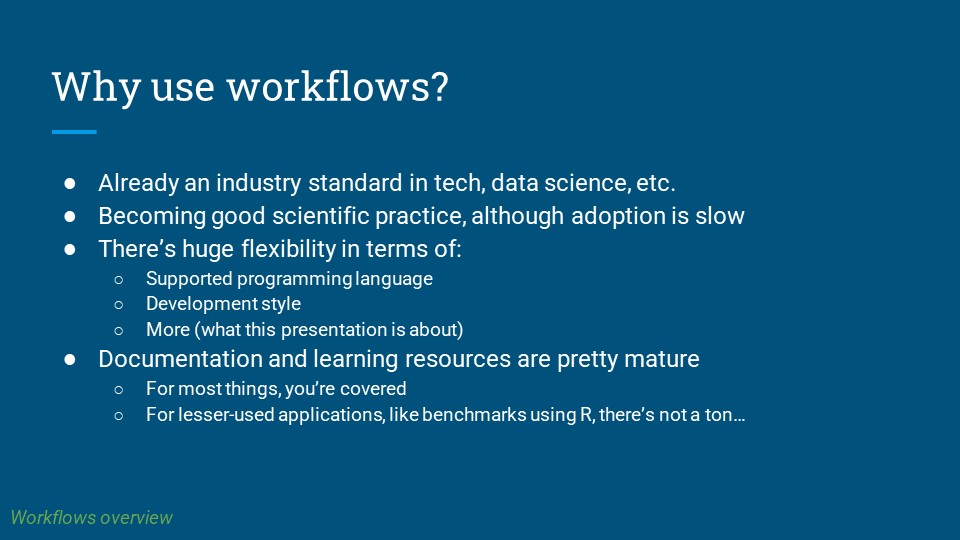 Why use workflows?
● Already an industry standard in tech, data science, etc.
● Becoming good scientific practice, although adoption is slow
● There’s huge flexibility in terms of:
○ Supported programming language
○ Development style
○ More (what this presentation is about)
● Documentation and learning resources are pretty mature
○ For most things, you’re covered
○ For lesser-used applications, like benchmarks using R, there’s not a ton…
Workflows overview